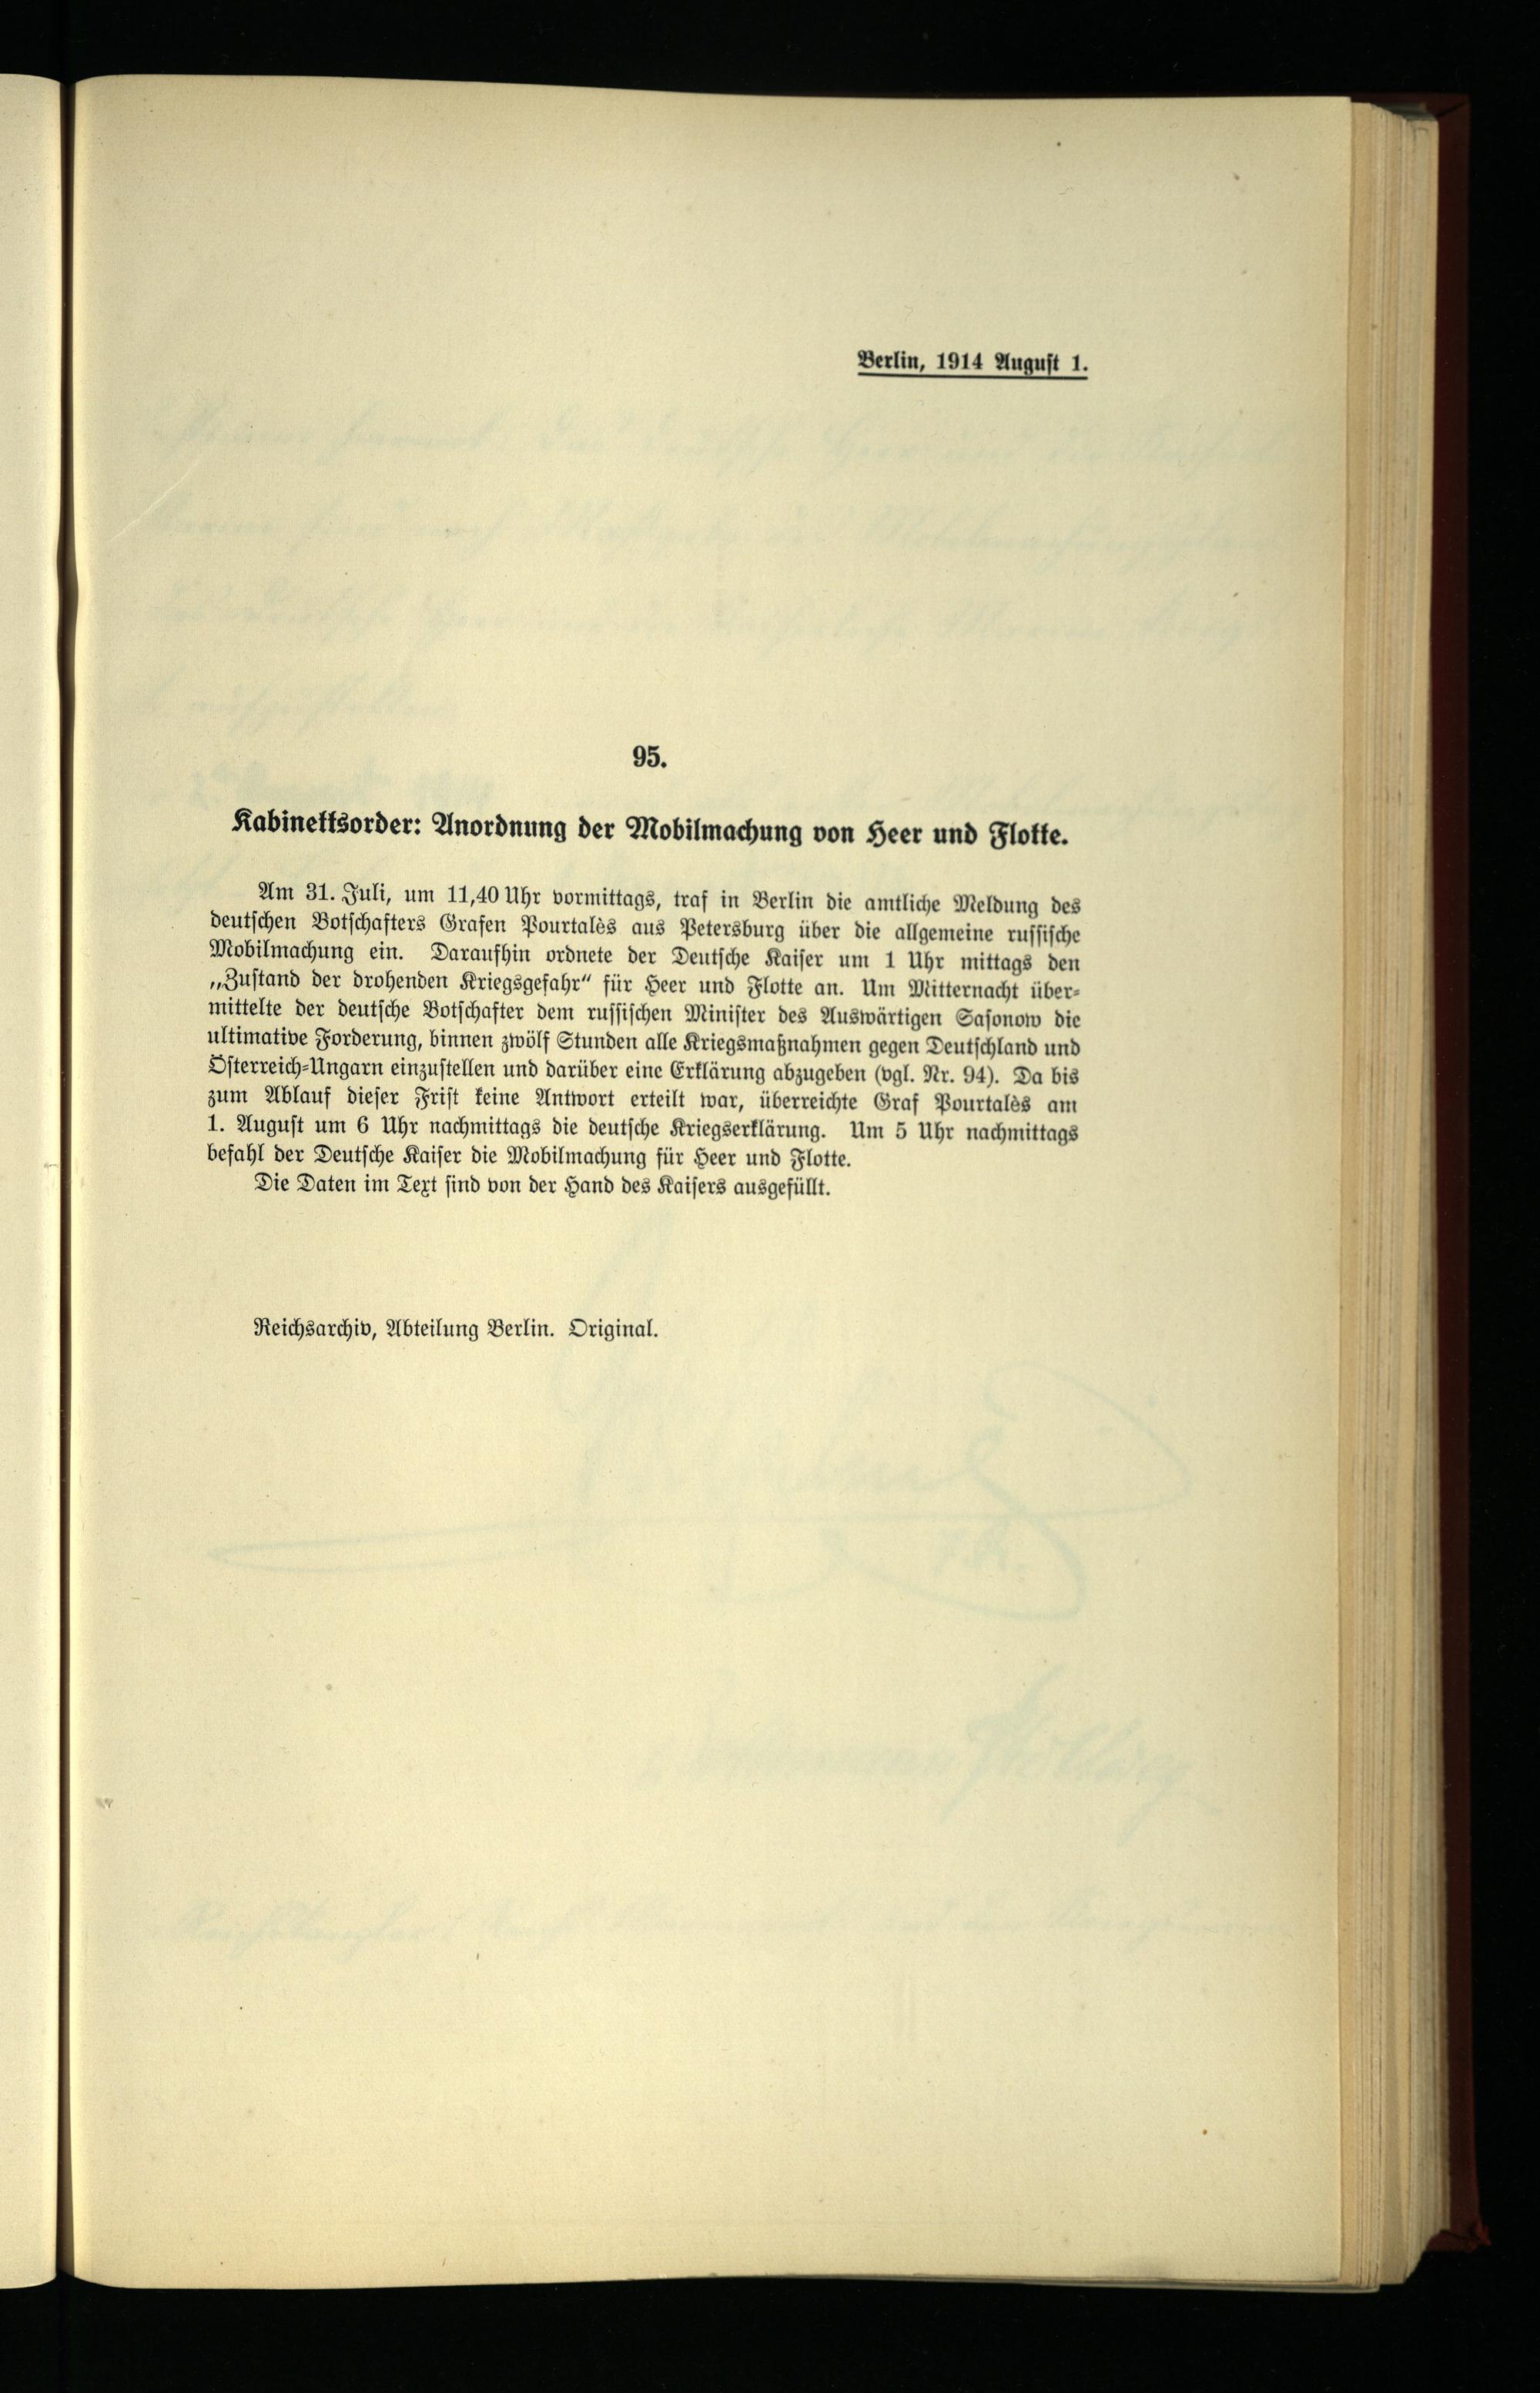 Berlin, 1914 August 1.
95.
Kabinettsorder: Anordnung der Mobilmachung von Heer und Flotte.
Am 31. Juli, um 11,40 Uhr vormittags, traf in Berlin die amtliche Meldung des
deutschen Botschafters Grafen Pourtalès aus Petersburg über die allgemeine russische
Mobilmachung ein. Daraufhin ordnete der Deutsche Kaiser um 1 Uhr mittags den
„Zustand der drohenden Kriegsgefahr“ für Heer und Flotte an. Um Mitternacht über-
mittelte der deutsche Botschafter dem russischen Minister des Auswärtigen Sasonow die
ultimative Forderung, binnen zwölf Stunden alle Kriegsmaßnahmen gegen Deutschland und
Österreich-Ungarn einzustellen und darüber eine Erklärung abzugeben (vgl. Nr. 94). Da bis
zum Ablauf dieser Frist keine Antwort erteilt war, überreichte Graf Pourtalès am
1. August um 6 Uhr nachmittags die deutsche Kriegserklärung. Um 5 Uhr nachmittags
befahl der Deutsche Kaiser die Mobilmachung für Heer und Flotte.
Die Daten im Text sind von der Hand des Kaisers ausgefüllt.
Reichsarchiv, Abteilung Berlin. Original.